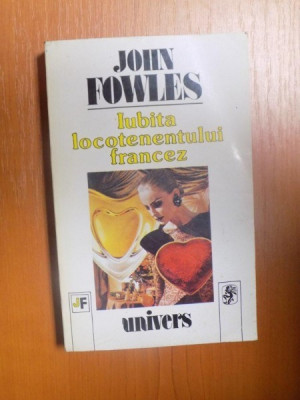 JOHN
FOWLES
Iubita
locotenentului
francez
JF
univers